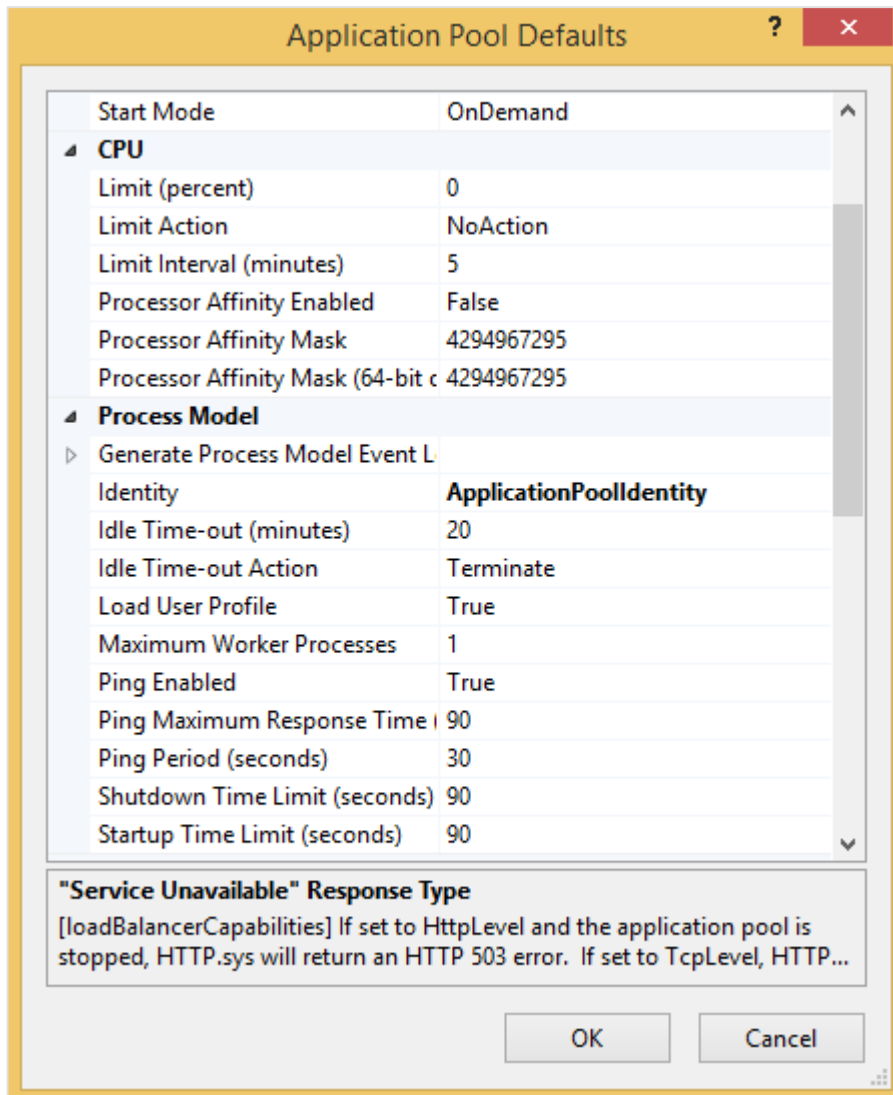 Application Pool Defaults
?
Start Mode OnDemand
CPU
Limit (percent) 0
Limit Action NoAction
Limit Interval (minutes) 5
Processor Affinity Enabled False
Processor Affinity Mask 4294967295
Processor Affinity Mask (64-bit c 4294967295
Process Model
Generate Process Model Event L
Identity ApplicationPoolIdentity
Idle Time-out (minutes) 20
Idle Time-out Action Terminate
Load User Profile True
Maximum Worker Processes 1
Ping Enabled True
Ping Maximum Response Time ( 90
Ping Period (seconds) 30
Shutdown Time Limit (seconds) 90
Startup Time Limit (seconds) 90
"Service Unavailable" Response Type
[loadBalancerCapabilities] If set to HttpLevel and the application pool is
stopped, HTTP.sys will return an HTTP 503 error.  If set to TcpLevel, HTTP...
OK Cancel